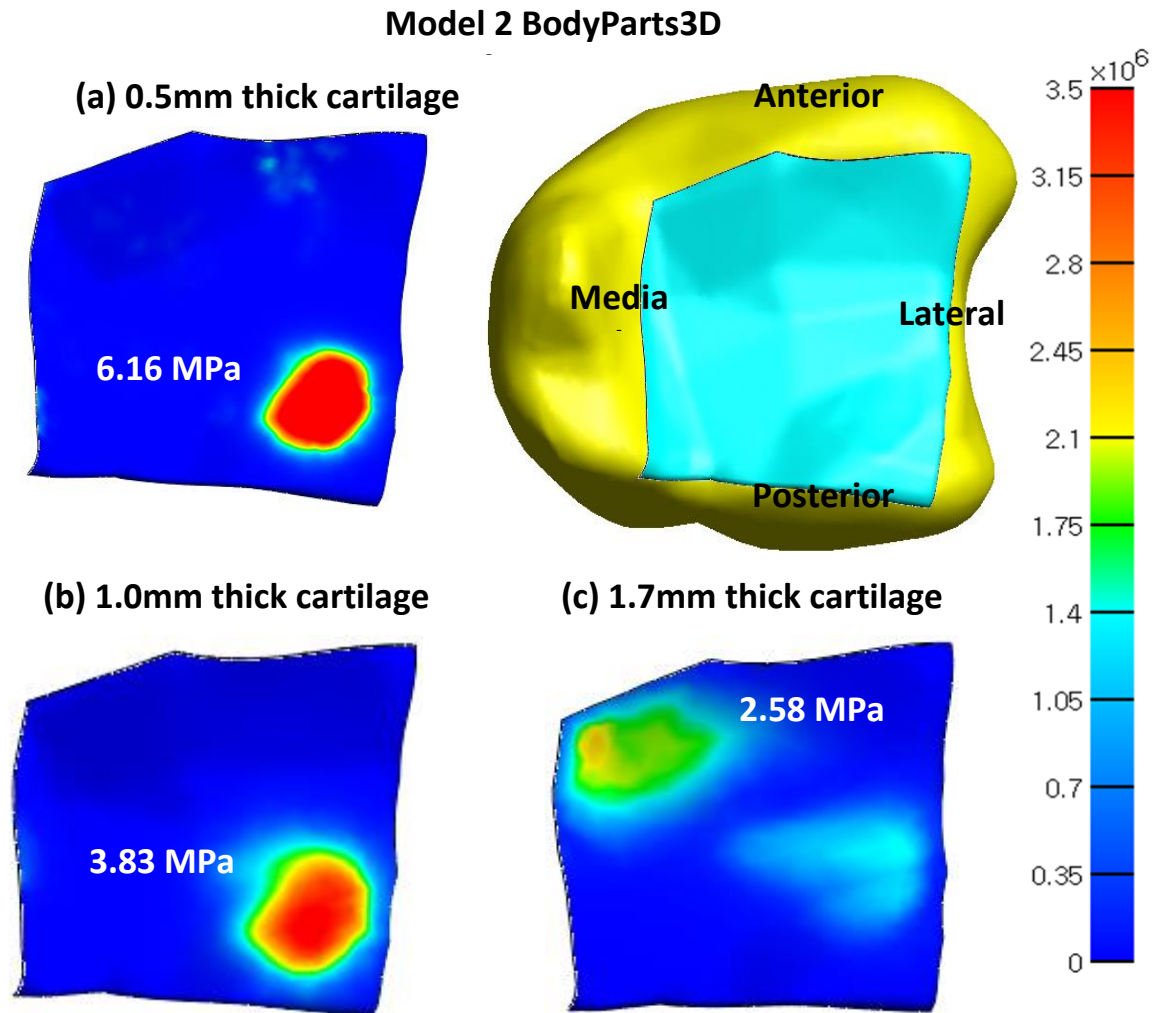 Model 2 BodyParts3D
(a) 0.5mm thick cartilage
6.16 MPa
Anterior
Media
Lateral
Posterior
(b) 1.0mm thick cartilage
3.83 MPa
(c) 1.7mm thick cartilage
2.58 MPa
×10⁶
3.5
3.15
2.8
2.45
2.1
1.75
1.4
1.05
0.7
0.35
0